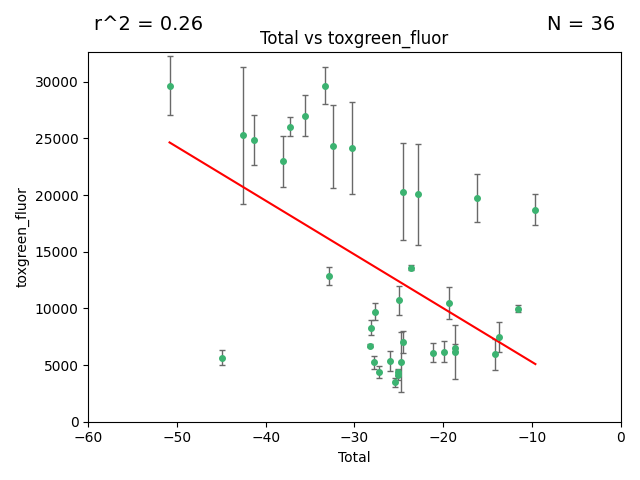 r^2 = 0.26
N = 36
Total vs toxgreen_fluor
toxgreen_fluor
30000
25000
20000
15000
10000
5000
0
−60
−50
−40
−30
−20
−10
0
Total